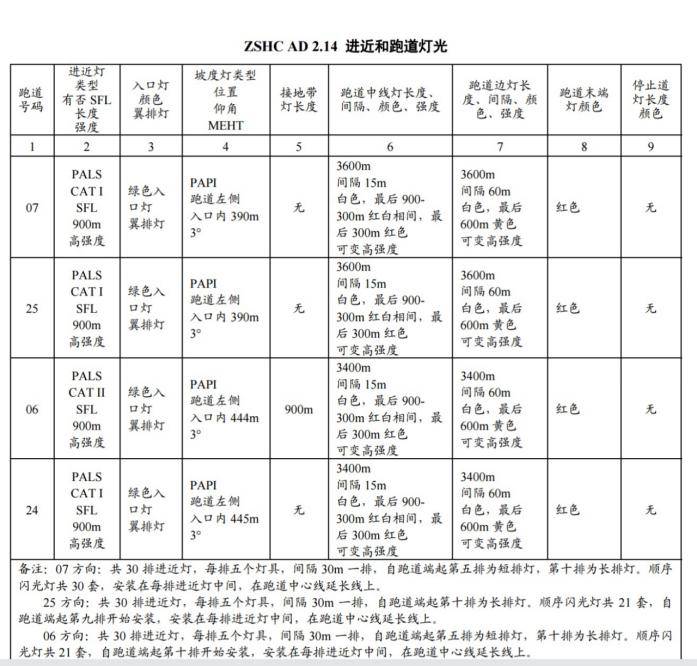 ZSHC AD 2.14 进近和跑道灯光
跑道
号码
进近灯
类型
有否 SFL
长度
强度
入口灯
颜色
翼排灯
坡度灯类型
位置
仰角
MEHT
接地带
灯长度
跑道中线灯长度、
间隔、颜色、强度
跑道边灯长
度、间隔、颜
色、强度
跑道末端
灯颜色
停止道
灯长度
颜色
1
2
3
4
5
6
7
8
9
07
PALS
CAT I
SFL
900m
高强度
绿色入
口灯
翼排灯
PAPI
跑道左侧
入口内 390m
3°
无
3600m
间隔 15m
白色，最后 900-
300m 红白相间，最
后 300m 红色
可变高强度
3600m
间隔 60m
白色，最后
600m 黄色
可变高强度
红色
无
25
PALS
CAT I
SFL
900m
高强度
绿色入
口灯
翼排灯
PAPI
跑道左侧
入口内 390m
3°
无
3600m
间隔 15m
白色，最后 900-
300m 红白相间，最
后 300m 红色
可变高强度
3600m
间隔 60m
白色，最后
600m 黄色
可变高强度
红色
无
06
PALS
CAT II
SFL
900m
高强度
绿色入
口灯
翼排灯
PAPI
跑道左侧
入口内 444m
3°
900m
3400m
间隔 15m
白色，最后 900-
300m 红白相间，最
后 300m 红色
可变高强度
3400m
间隔 60m
白色，最后
600m 黄色
可变高强度
红色
无
24
PALS
CAT I
SFL
900m
高强度
绿色入
口灯
翼排灯
PAPI
跑道左侧
入口内 445m
3°
无
3400m
间隔 15m
白色，最后 900-
300m 红白相间，最
后 300m 红色
可变高强度
3400m
间隔 60m
白色，最后
600m 黄色
可变高强度
红色
无
备注：07 方向：共 30 排进近灯，每排五个灯具，间隔 30m 一排，自跑道端起第五排为短排灯，第十排为长排灯。顺序
闪光灯共 30 套，安装在每排进近灯中间，在跑道中心线延长线上。
25 方向：共 30 排进近灯，每排五个灯具，间隔 30m 一排，自跑道端起第十排为长排灯。顺序闪光灯共 21 套，自
跑道端起第九排开始安装，安装在每排进近灯中间，在跑道中心线延长线上。
06 方向：共 30 排进近灯，每排五个灯具，间隔 30m 一排，自跑道端起第五排为短排灯，第十排为长排灯。顺序闪
光灯共 21 套，自跑道端起第十排开始安装，安装在每排进近灯中间，在跑道中心线延长线上。